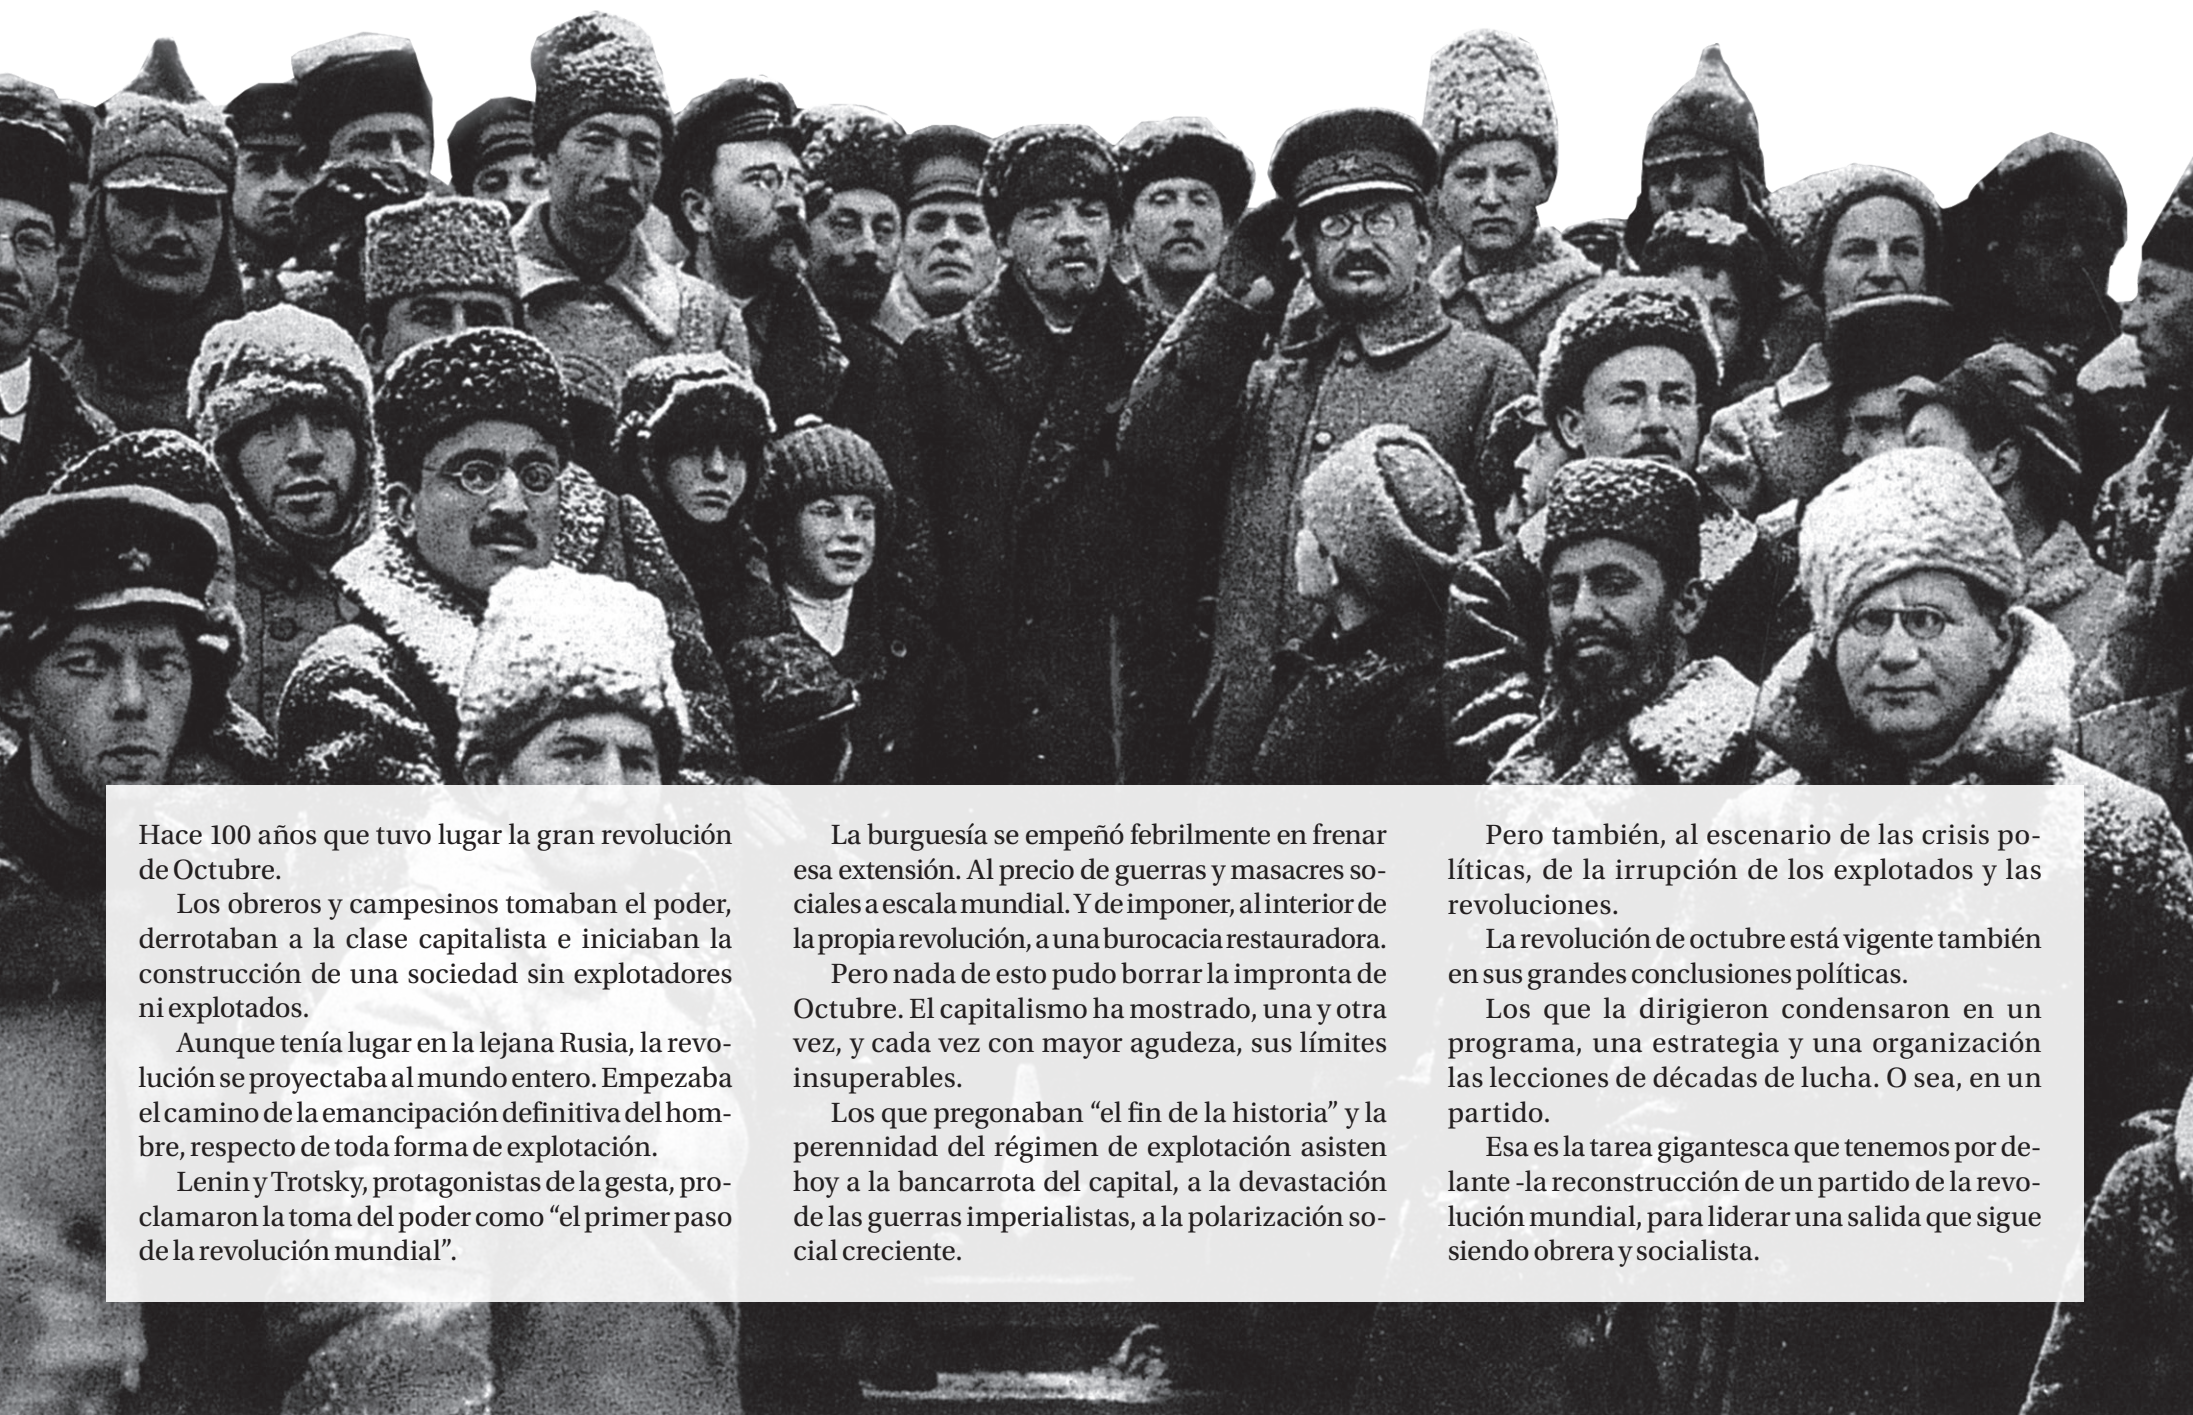 Hace 100 años que tuvo lugar la gran revolución
de Octubre.
Los obreros y campesinos tomaban el poder,
derrotaban a la clase capitalista e iniciaban la
construcción de una sociedad sin explotadores
ni explotados.
Aunque tenía lugar en la lejana Rusia, la revo-
lución se proyectaba al mundo entero. Empezaba
el camino de la emancipación definitiva del hom-
bre, respecto de toda forma de explotación.
Lenin y Trotsky, protagonistas de la gesta, pro-
clamaron la toma del poder como “el primer paso
de la revolución mundial”.
La burguesía se empeñó febrilmente en frenar
esa extensión. Al precio de guerras y masacres so-
ciales a escala mundial. Y de imponer, al interior de
la propia revolución, a una burocacia restauradora.
Pero nada de esto pudo borrar la impronta de
Octubre. El capitalismo ha mostrado, una y otra
vez, y cada vez con mayor agudeza, sus límites
insuperables.
Los que pregonaban “el fin de la historia” y la
perennidad del régimen de explotación asisten
hoy a la bancarrota del capital, a la devastación
de las guerras imperialistas, a la polarización so-
cial creciente.
Pero también, al escenario de las crisis po-
líticas, de la irrupción de los explotados y las
revoluciones.
La revolución de octubre está vigente también
en sus grandes conclusiones políticas.
Los que la dirigieron condensaron en un
programa, una estrategia y una organización
las lecciones de décadas de lucha. O sea, en un
partido.
Esa es la tarea gigantesca que tenemos por de-
lante -la reconstrucción de un partido de la revo-
lución mundial, para liderar una salida que sigue
siendo obrera y socialista.